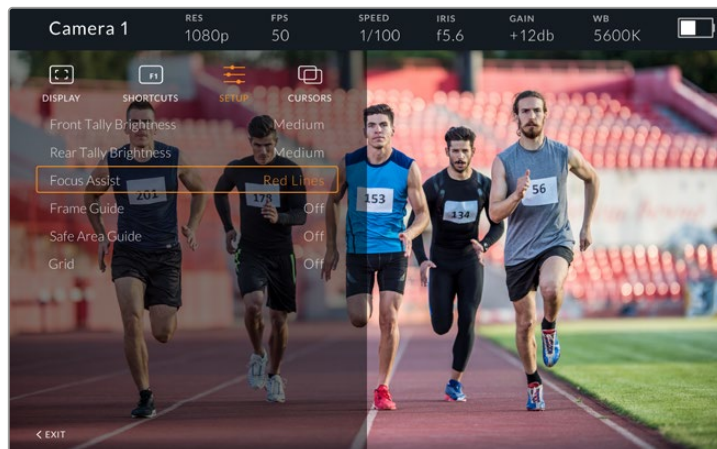 Camera 1
RES FPS SPEED IRIS GAIN WB
1080p 50 1/100 f5.6 +12db 5600K
F1
DISPLAY SHORTCUTS SETUP CURSORS
Front Tally Brightness Medium
Rear Tally Brightness Medium
Focus Assist Red Lines
Frame Guide Off
Safe Area Guide Off
Grid Off
201
178
153
134
56
< EXIT